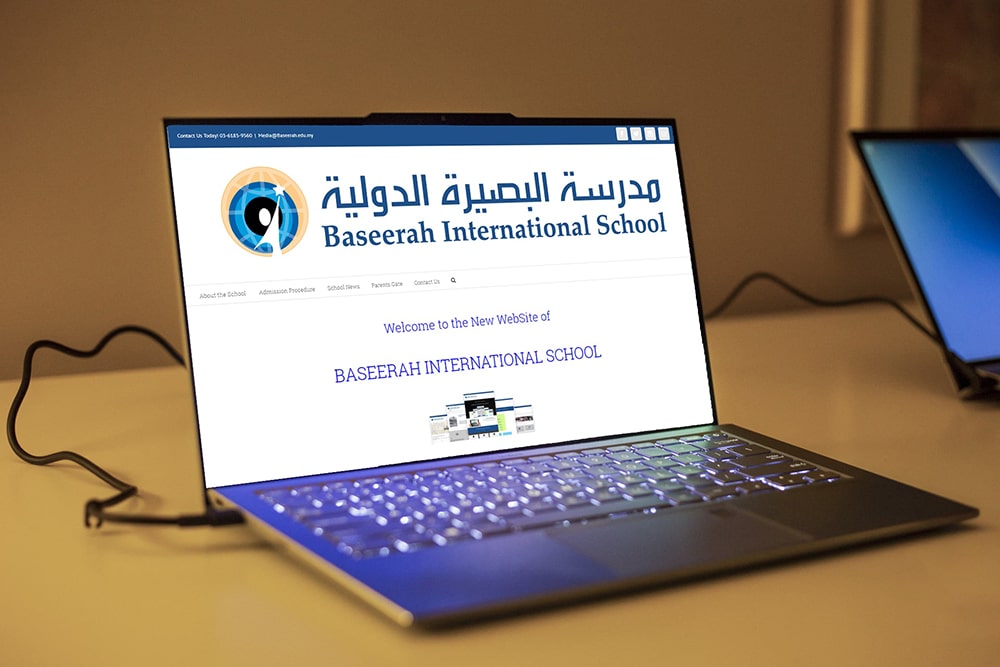 Contact Us Today! 03-6185-9560 | Media@Baseerah.edu.my
مدرسة البصيرة الدولية
Baseerah International School
About the School
Admission Procedure
School News
Parents Gate
Contact Us
Welcome to the New WebSite of
BASEERAH INTERNATIONAL SCHOOL